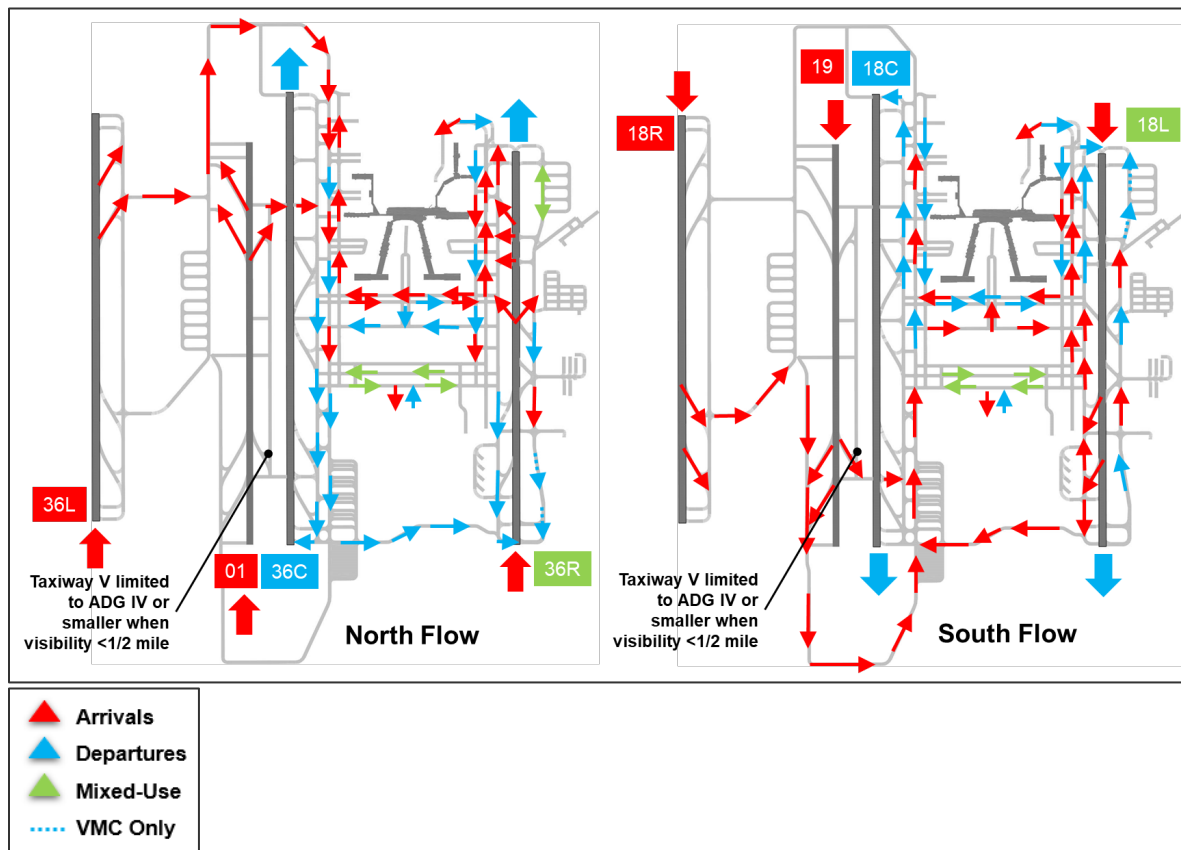 36L
01
36C
36R
Taxiway V limited
to ADG IV or
smaller when
visibility <1/2 mile
North Flow
18R
19
18C
18L
Taxiway V limited
to ADG IV or
smaller when
visibility <1/2 mile
South Flow
Arrivals
Departures
Mixed-Use
VMC Only